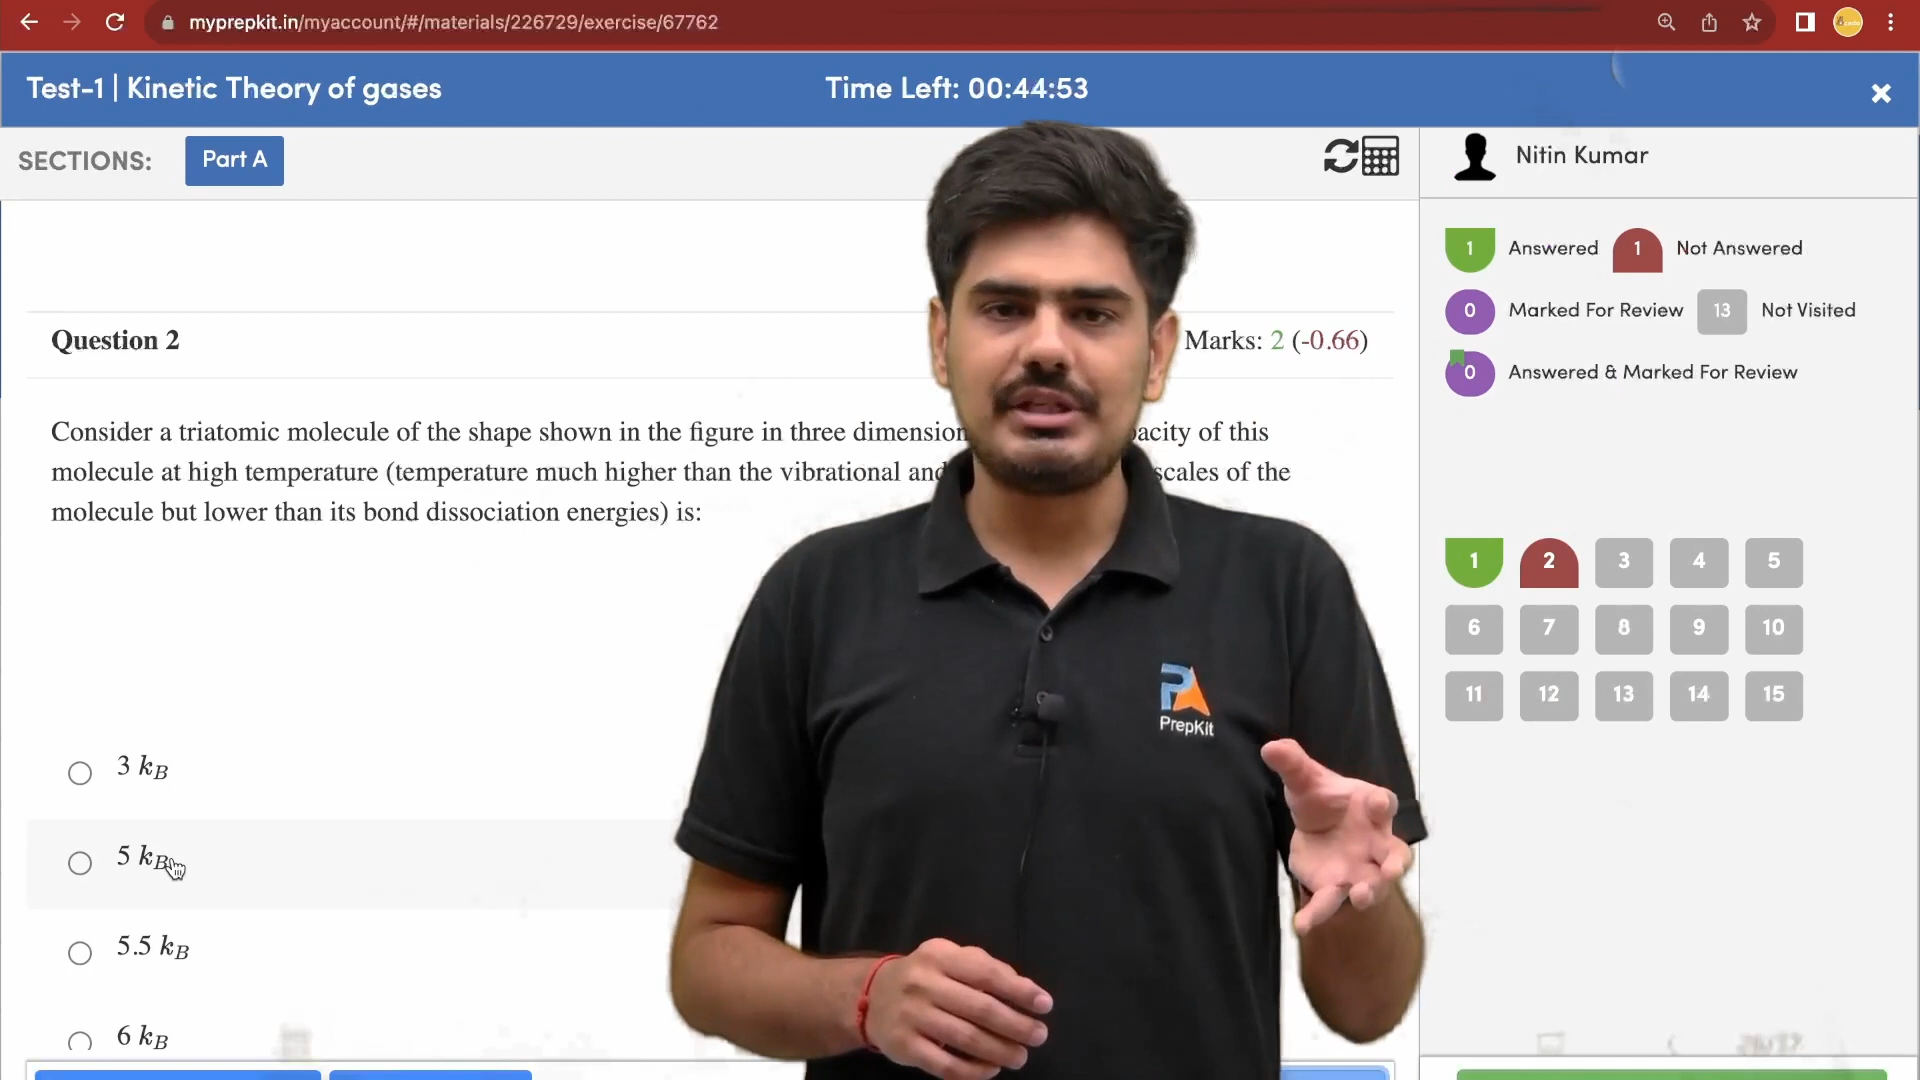 myprepkit.in/myaccount/#/materials/226729/exercise/67762
Test-1 | Kinetic Theory of gases
Time Left: 00:44:53
SECTIONS:
Part A
Nitin Kumar
1 Answered 1 Not Answered
0 Marked For Review 13 Not Visited
0 Answered & Marked For Review
Question 2
Marks: 2 (-0.66)
Consider a triatomic molecule of the shape shown in the figure in three dimension acity of this
molecule at high temperature (temperature much higher than the vibrational and scales of the
molecule but lower than its bond dissociation energies) is:
3 k_B
5 k_B
5.5 k_B
6 k_B
1 2 3 4 5
6 7 8 9 10
11 12 13 14 15
PrepKit